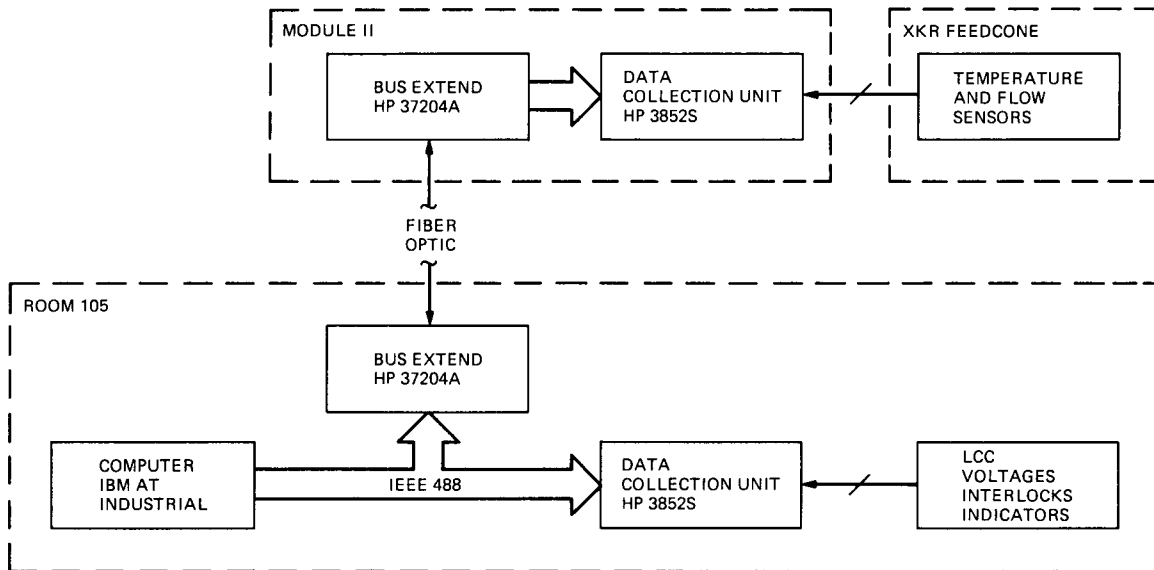 MODULE II
XKR FEEDCONE
BUS EXTEND
HP 37204A
DATA
COLLECTION UNIT
HP 3852S
TEMPERATURE
AND FLOW
SENSORS
FIBER
OPTIC
ROOM 105
BUS EXTEND
HP 37204A
COMPUTER
IBM AT
INDUSTRIAL
IEEE 488
DATA
COLLECTION UNIT
HP 3852S
LCC
VOLTAGES
INTERLOCKS
INDICATORS